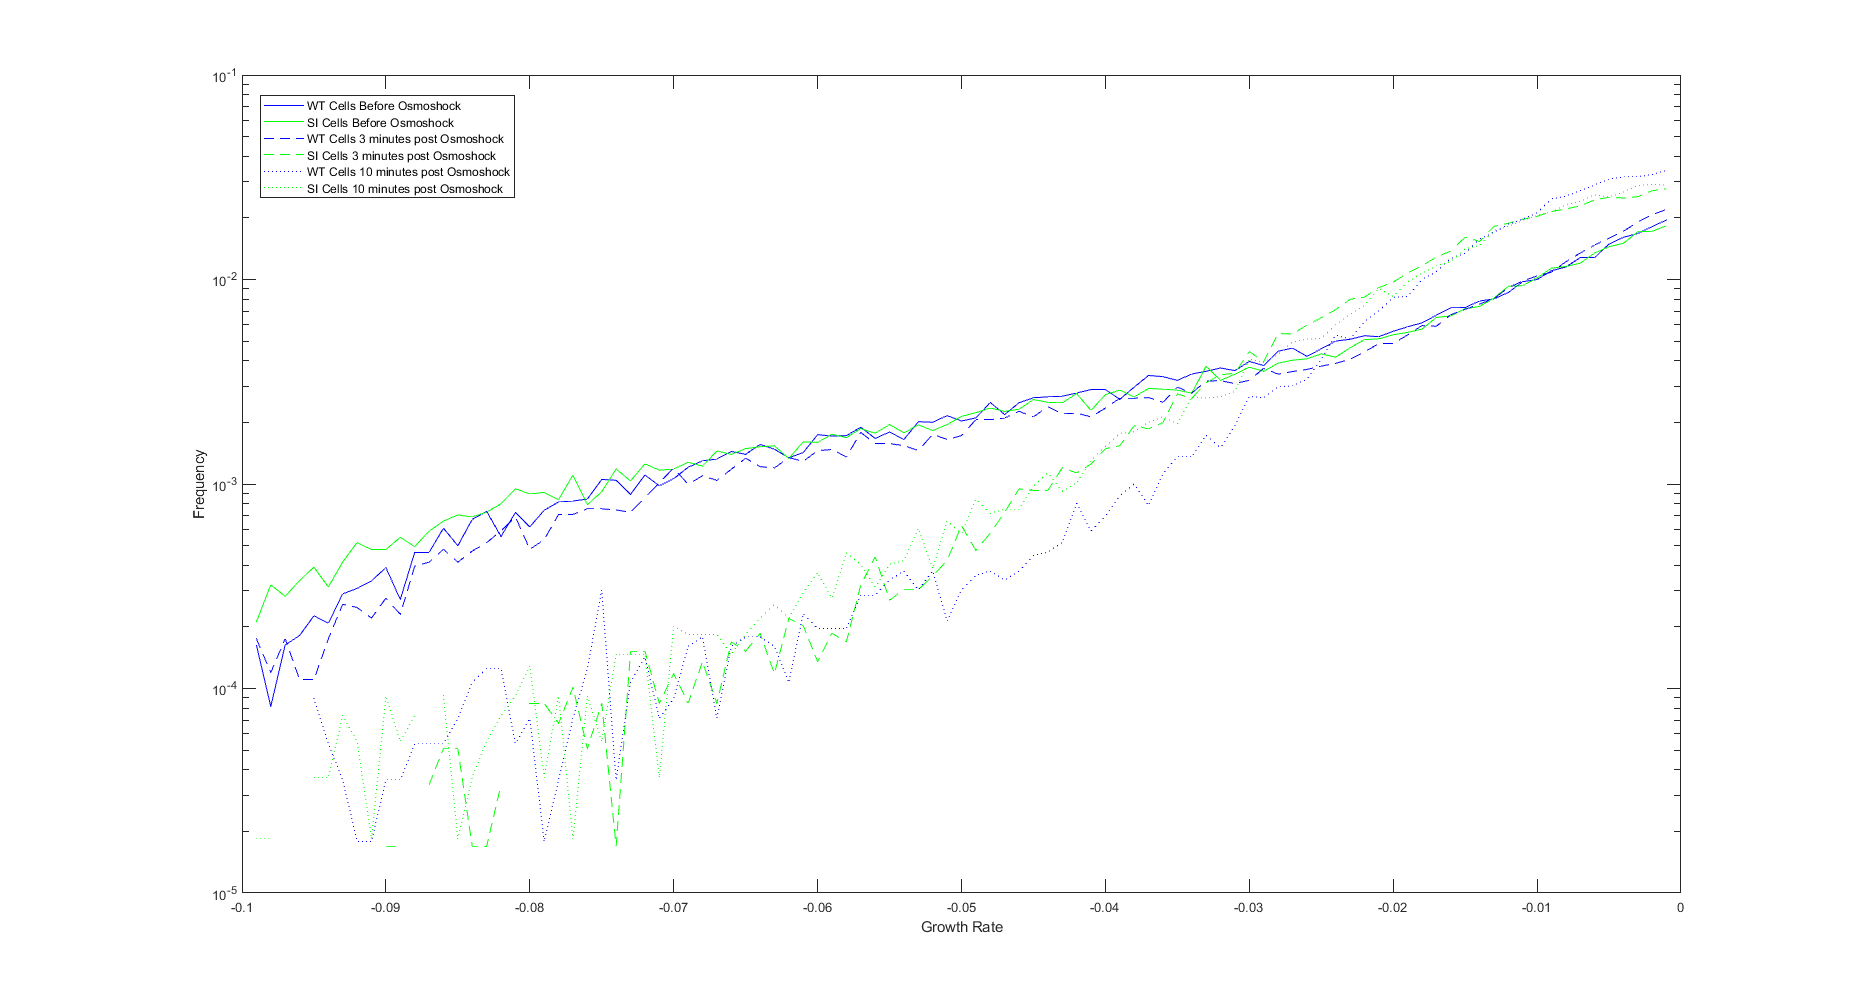 10^-1
WT Cells Before Osmoshock
SI Cells Before Osmoshock
WT Cells 3 minutes post Osmoshock
SI Cells 3 minutes post Osmoshock
WT Cells 10 minutes post Osmoshock
SI Cells 10 minutes post Osmoshock
10^-2
Frequency
10^-3
10^-4
10^-5
-0.1 -0.09 -0.08 -0.07 -0.06 -0.05 -0.04 -0.03 -0.02 -0.01 0
Growth Rate